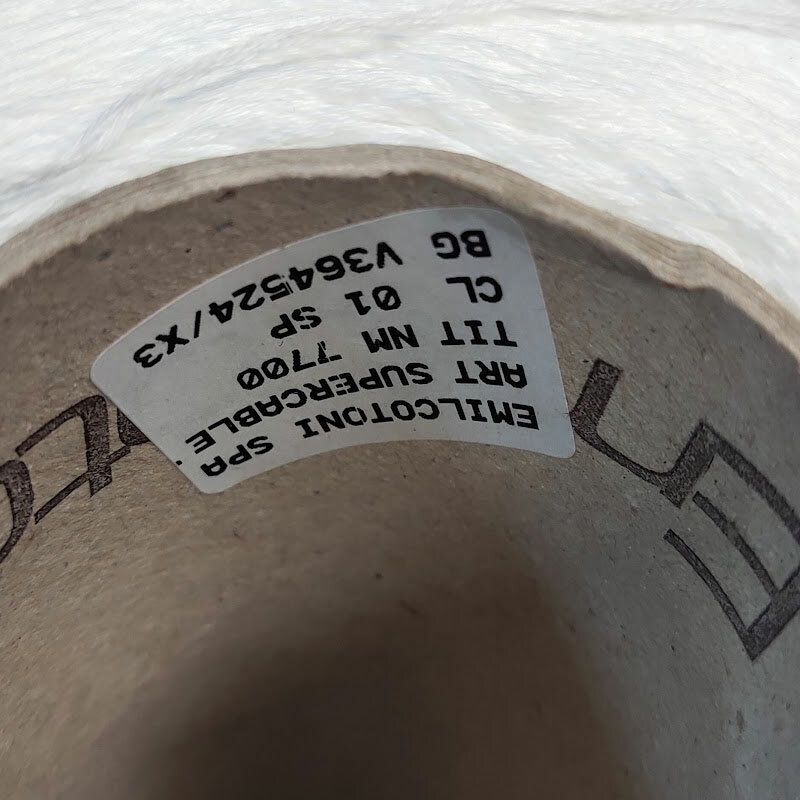 EMILCOTONI SPA
ART SUPERCABLE
TIT NM 7700
CL 01 SP
BG V364524/X3